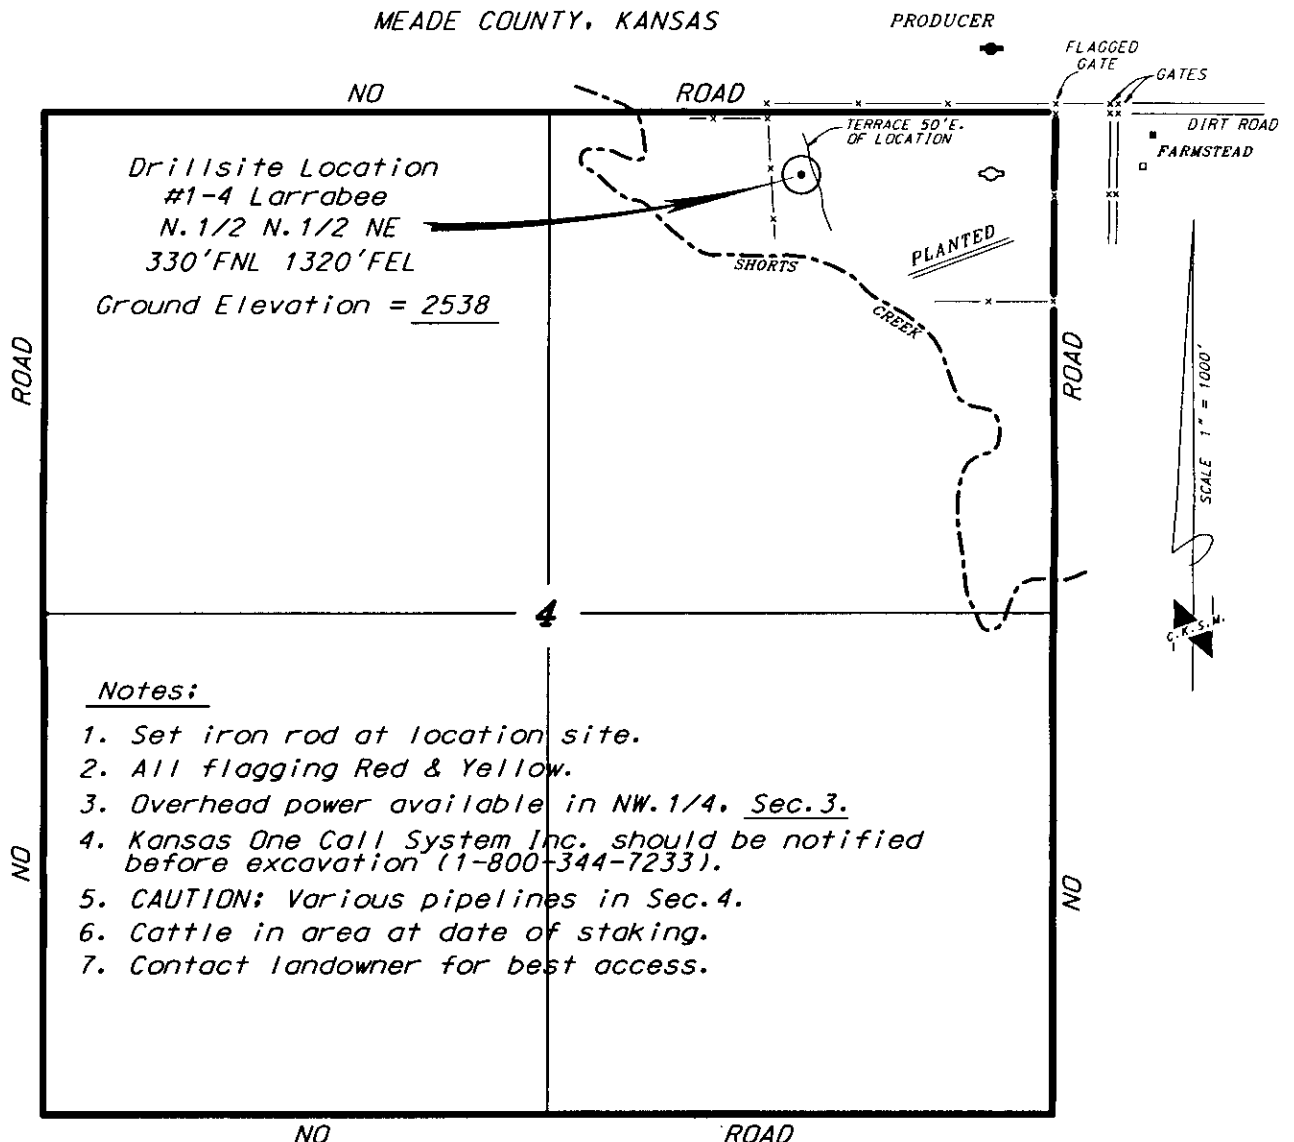 MEADE COUNTY, KANSAS
PRODUCER
FLAGGED
GATE
GATES
NO ROAD
TERRACE 50'E.
OF LOCATION
DIRT ROAD
FARMSTEAD
Drillsite Location
#1-4 Larrabee
N.1/2 N.1/2 NE
330'FNL 1320'FEL
Ground Elevation = 2538
PLANTED
SHORTS
CREEK
ROAD
ROAD
SCALE 1" = 1000'
4
C.K.S.M.
Notes:
1. Set iron rod at location site.
2. All flagging Red & Yellow.
3. Overhead power available in NW.1/4, Sec.3.
4. Kansas One Call System Inc. should be notified
before excavation (1-800-344-7233).
5. CAUTION: Various pipelines in Sec.4.
6. Cattle in area at date of staking.
7. Contact landowner for best access.
NO
NO
NO ROAD